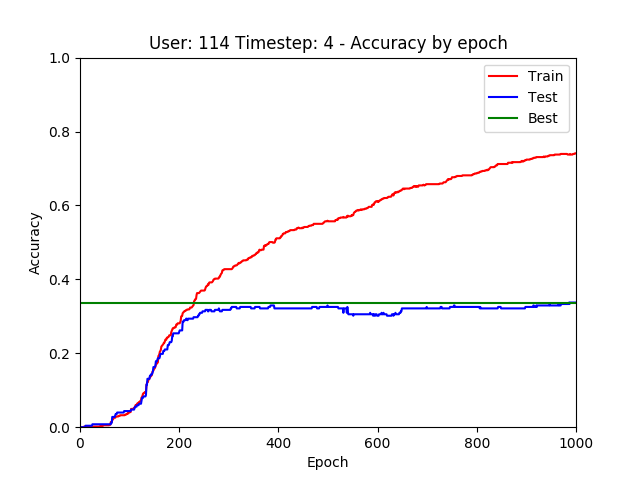 User: 114 Timestep: 4 - Accuracy by epoch
1.0
0.8
0.6
0.4
0.2
0.0
Accuracy
Train
Test
Best
0 200 400 600 800 1000
Epoch